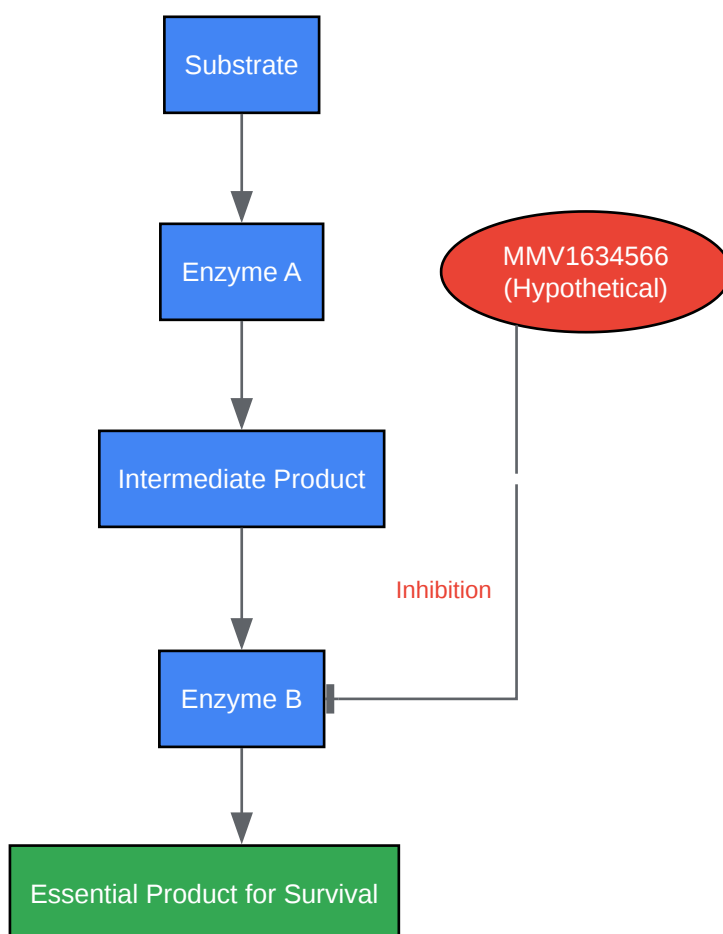 Substrate
Enzyme A
MMV1634566
(Hypothetical)
Intermediate Product
Inhibition
Enzyme B
Essential Product for Survival